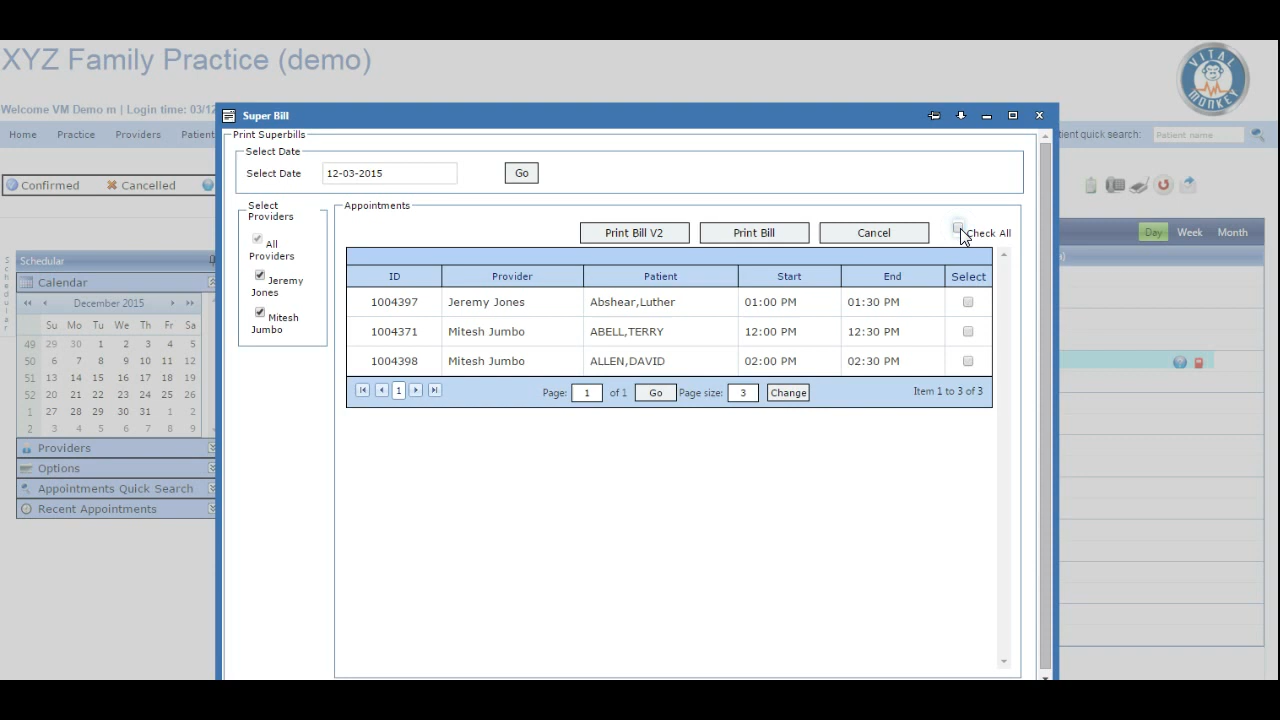 XYZ Family Practice (demo)
VITAL MONKEY
Welcome VM Demo m | Login time: 03/12
Home Practice Providers Patient
tient quick search: Patient name
Confirmed Cancelled
Day Week Month
Schedular
Schedular
Calendar
December 2015
Su Mo Tu We Th Fr Sa
49 29 30 1 2 3 4 5
50 6 7 8 9 10 11 12
51 13 14 15 16 17 18 19
52 20 21 22 23 24 25 26
1 27 28 29 30 31 1 2
2 3 4 5 6 7 8 9
Providers
Options
Appointments Quick Search
Recent Appointments
Super Bill
Print Superbills
Select Date
Select Date 12-03-2015 Go
Select Providers
All Providers
Jeremy Jones
Mitesh Jumbo
Appointments
Print Bill V2 Print Bill Cancel Check All
ID Provider Patient Start End Select
1004397 Jeremy Jones Abshear,Luther 01:00 PM 01:30 PM
1004371 Mitesh Jumbo ABELL,TERRY 12:00 PM 12:30 PM
1004398 Mitesh Jumbo ALLEN,DAVID 02:00 PM 02:30 PM
1 Page: 1 of 1 Go Page size: 3 Change Item 1 to 3 of 3